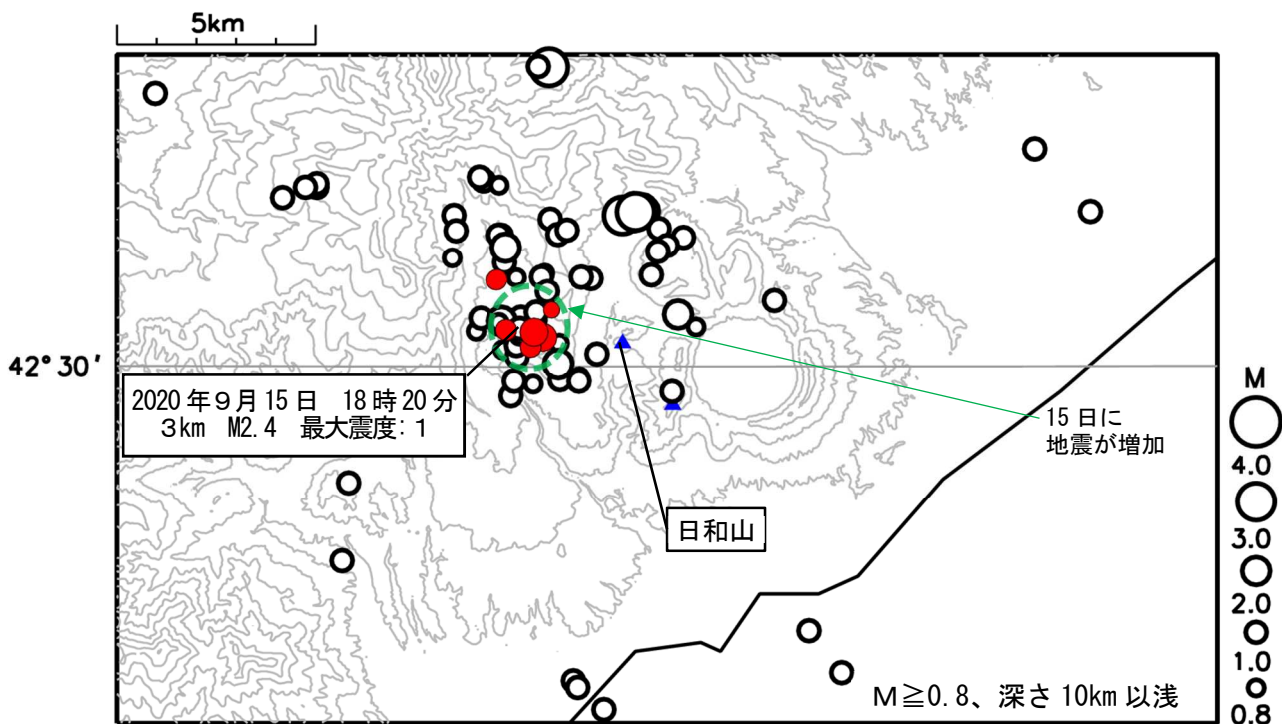 5km
42°30′
2020年9月15日 18時20分
3km M2.4 最大震度:1
15日に
地震が増加
日和山
M
4.0
3.0
2.0
1.0
0.8
M≧0.8、深さ10km以浅